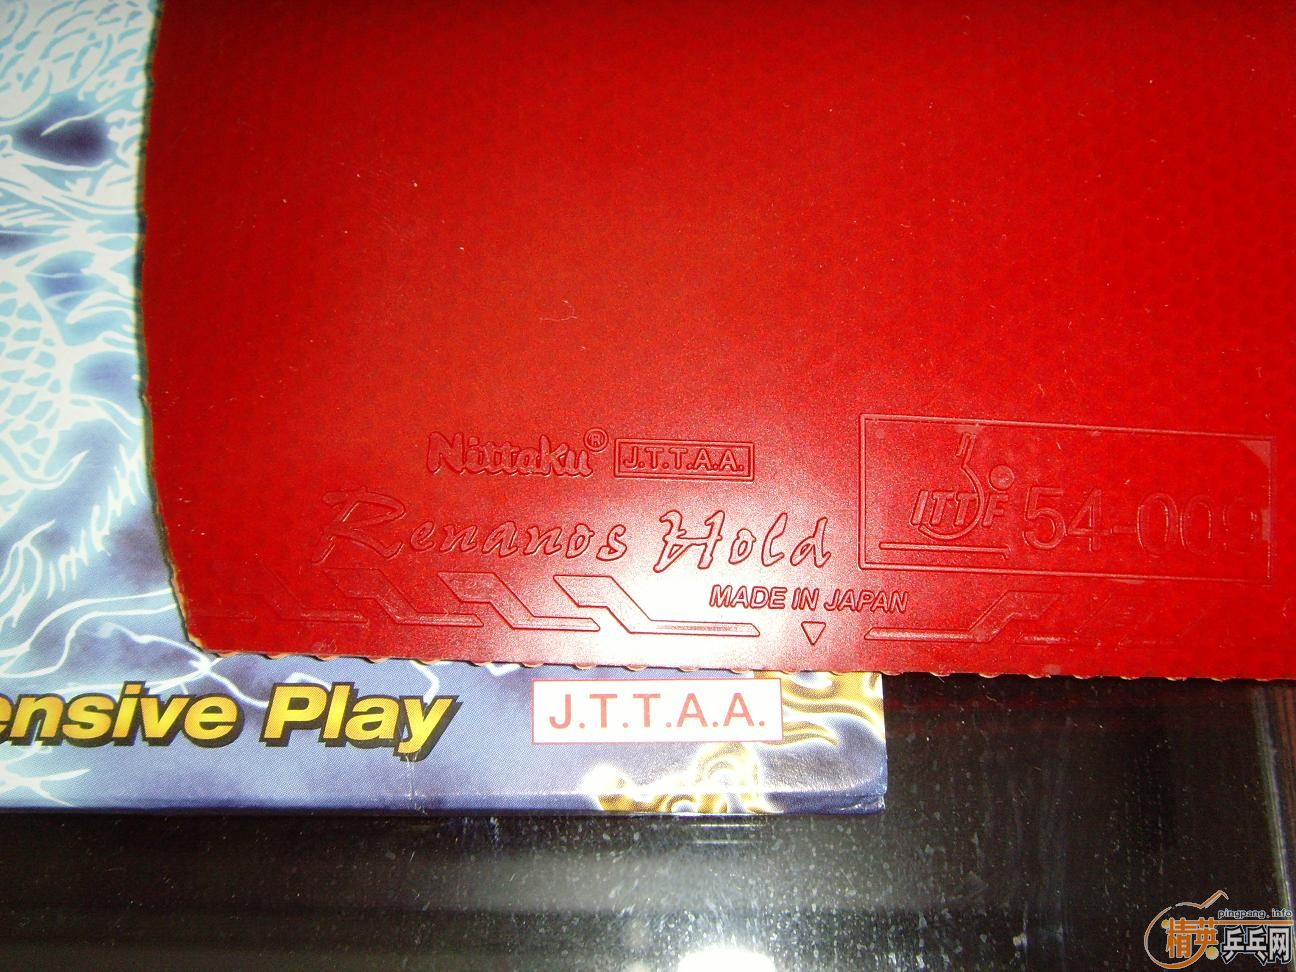 Nittaku® J.T.T.A.A.
Renanos Hold
ITTF 54-009
MADE IN JAPAN
ensive Play
J.T.T.A.A.
pingpang.info
精英乒乓网